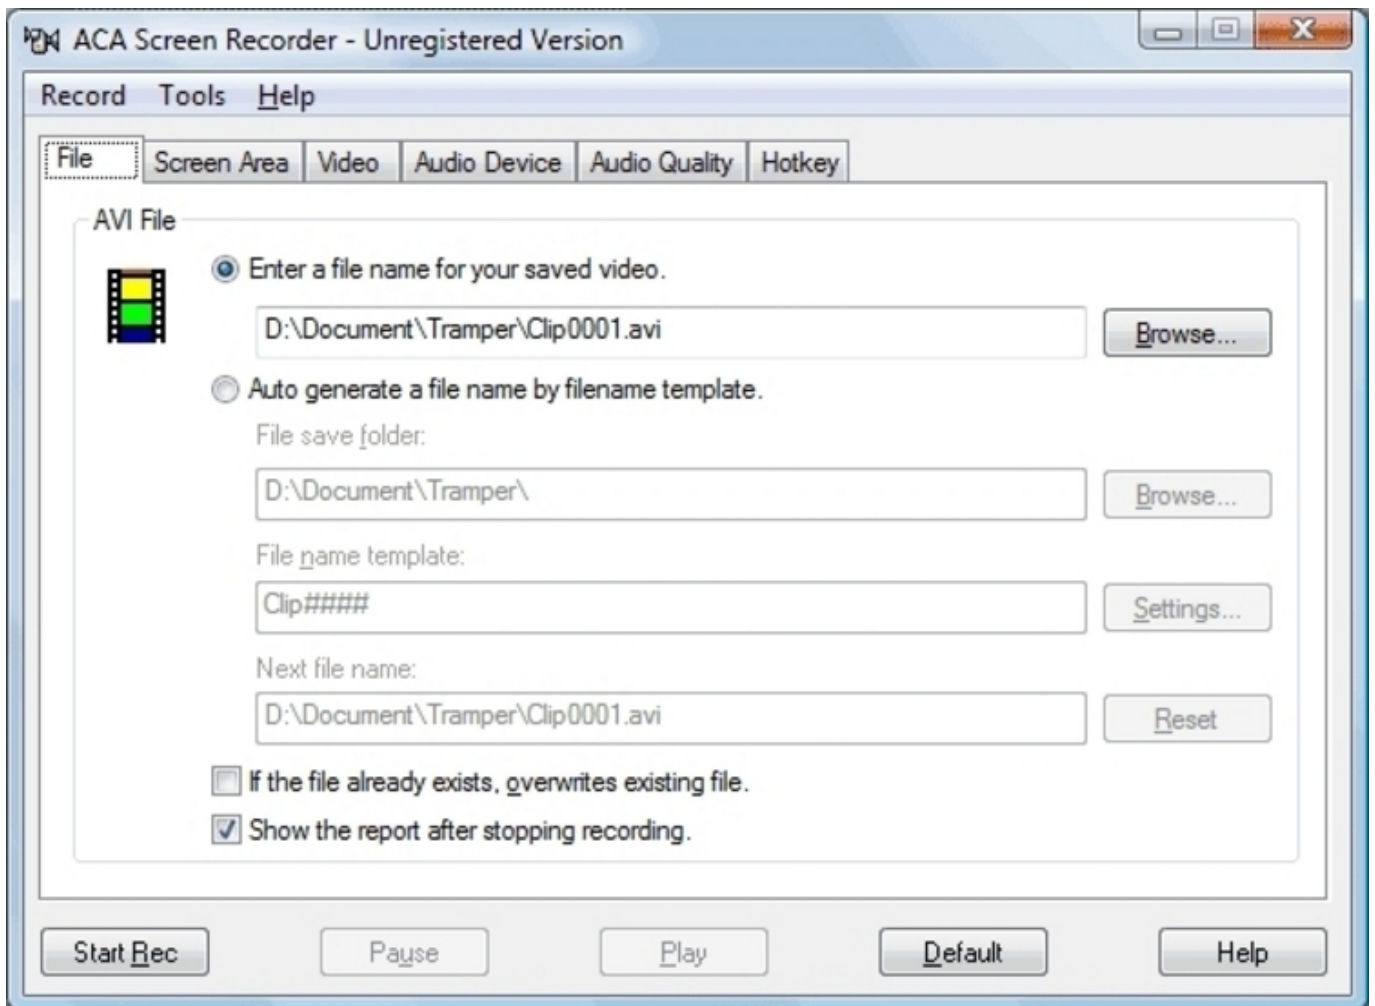 ACA Screen Recorder - Unregistered Version
Record Tools Help
File Screen Area Video Audio Device Audio Quality Hotkey
AVI File
Enter a file name for your saved video.
D:\Document\Tramper\Clip0001.avi Browse...
Auto generate a file name by filename template.
File save folder:
D:\Document\Tramper\ Browse...
File name template:
Clip#### Settings...
Next file name:
D:\Document\Tramper\Clip0001.avi Reset
If the file already exists, overwrites existing file.
Show the report after stopping recording.
Start Rec Pause Play Default Help